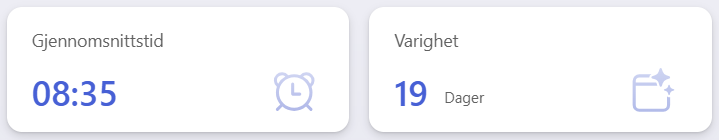 Gjennomsnittstid
08:35
Varighet
19 Dager